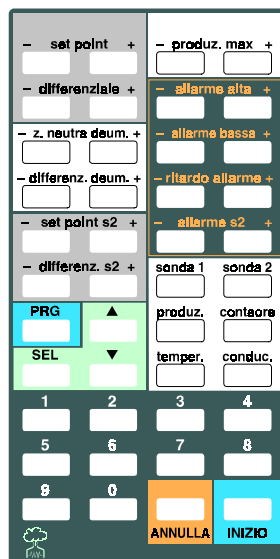 - set point +
- produz. max +
- differenziale +
- allarme alta +
- z. neutra deum. +
- allarme bassa +
- differenz. deum. +
- ritardo allarme +
- set point s2 +
- allarme s2 +
- differenz. s2 +
sonda 1 sonda 2
PRG ▲
produz. contaore
SEL ▼
temper. conduc.
1 2 3 4
5 6 7 8
9 0
ANNULLA INIZIO